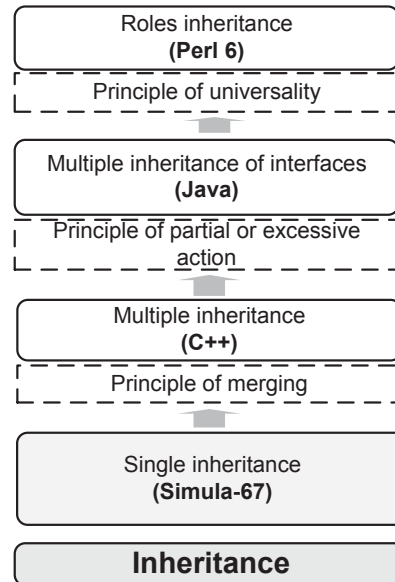 Roles inheritance
(Perl 6)
Principle of universality
Multiple inheritance of interfaces
(Java)
Principle of partial or excessive
action
Multiple inheritance
(C++)
Principle of merging
Single inheritance
(Simula-67)
Inheritance